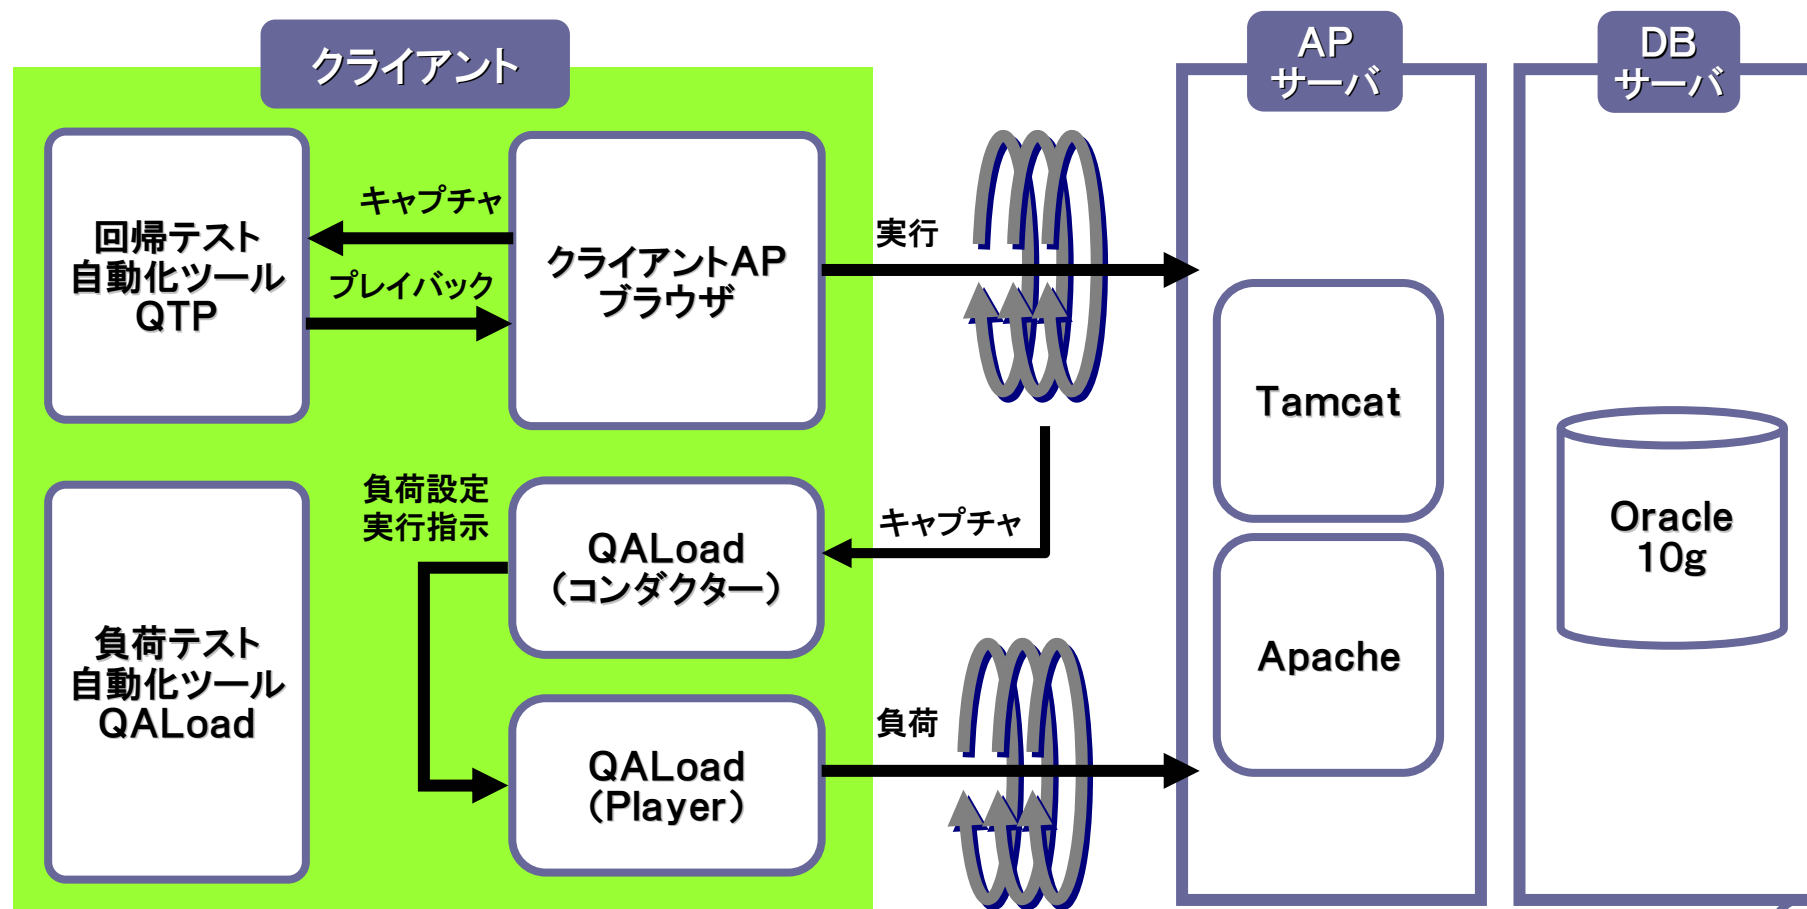 クライアント
AP
サーバ
DB
サーバ
回帰テスト
自動化ツール
QTP
キャプチャ
プレイバック
クライアントAP
ブラウザ
実行
Tamcat
Oracle
10g
負荷設定
実行指示
QALoad
（コンダクター）
キャプチャ
負荷テスト
自動化ツール
QALoad
Apache
QALoad
（Player）
負荷